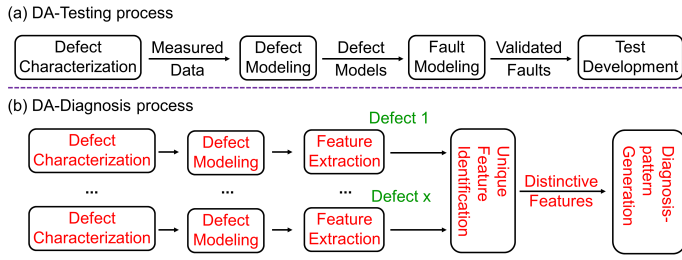 (a) DA-Testing process
Defect
Characterization
Measured
Data
Defect
Modeling
Defect
Models
Fault
Modeling
Validated
Faults
Test
Development
(b) DA-Diagnosis process
Defect
Characterization
Defect
Modeling
Feature
Extraction
Defect 1
...
...
...
Defect
Characterization
Defect
Modeling
Feature
Extraction
Defect x
Unique
Feature
Identification
Distinctive
Features
Diagnosis-
pattern
Generation